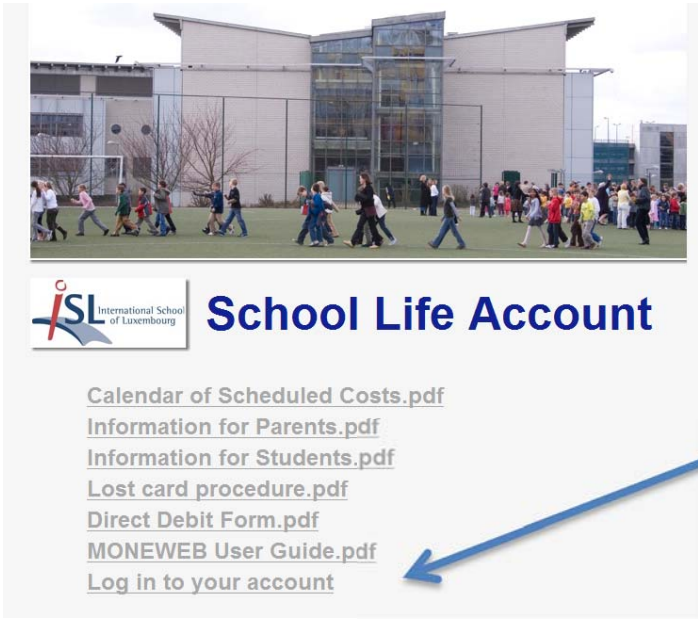 ISL International School
of Luxembourg
School Life Account
Calendar of Scheduled Costs.pdf
Information for Parents.pdf
Information for Students.pdf
Lost card procedure.pdf
Direct Debit Form.pdf
MONEWEB User Guide.pdf
Log in to your account